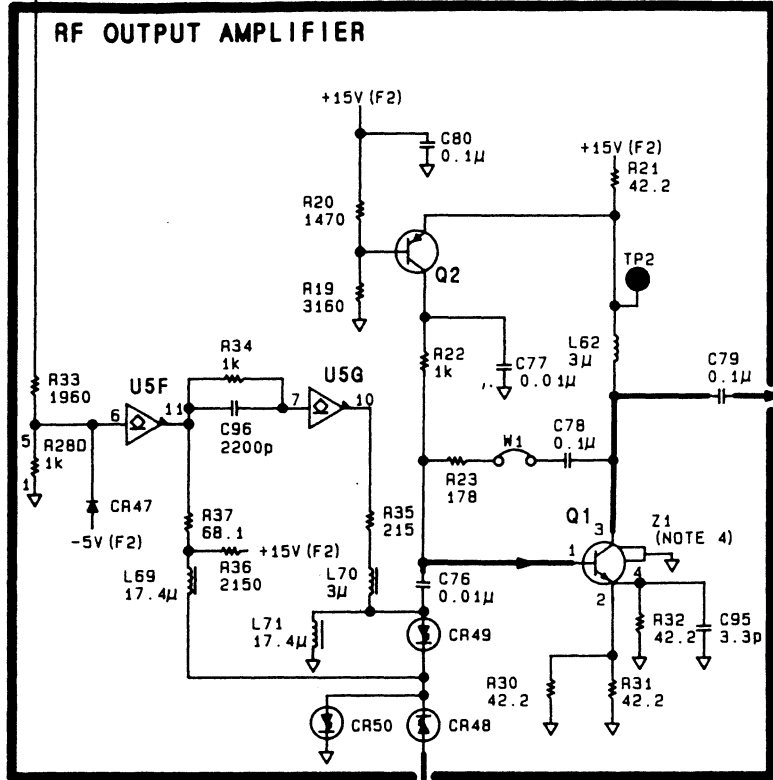 RF OUTPUT AMPLIFIER
+15V(F2)
C80
0.1μ
+15V(F2)
R21
42.2
R20
1470
Q2
TP2
R19
3160
L62
3μ
R34
1k
R22
1k
C77
0.01μ
C79
0.1μ
R33
1960
U5F
U5G
6
11
7
10
C96
2200p
W1
C78
0.1μ
5
R28D
1k
1
R23
178
CR47
-5V(F2)
R37
68.1
R35
215
Q1
3
Z1
(NOTE 4)
1
+15V(F2)
R36
2150
L69
17.4μ
L70
3μ
C76
0.01μ
4
2
L71
17.4μ
CR49
R32
42.2
C95
3.3p
R30
42.2
R31
42.2
CR50
CR48